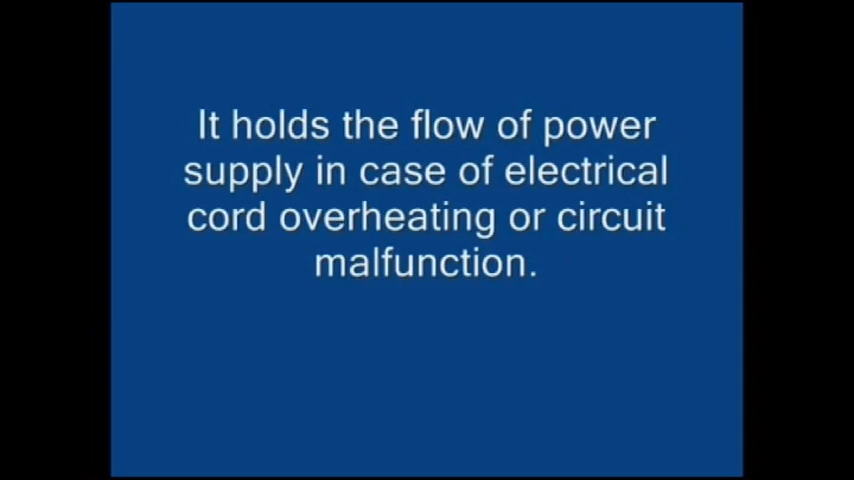 It holds the flow of power
supply in case of electrical
cord overheating or circuit
malfunction.